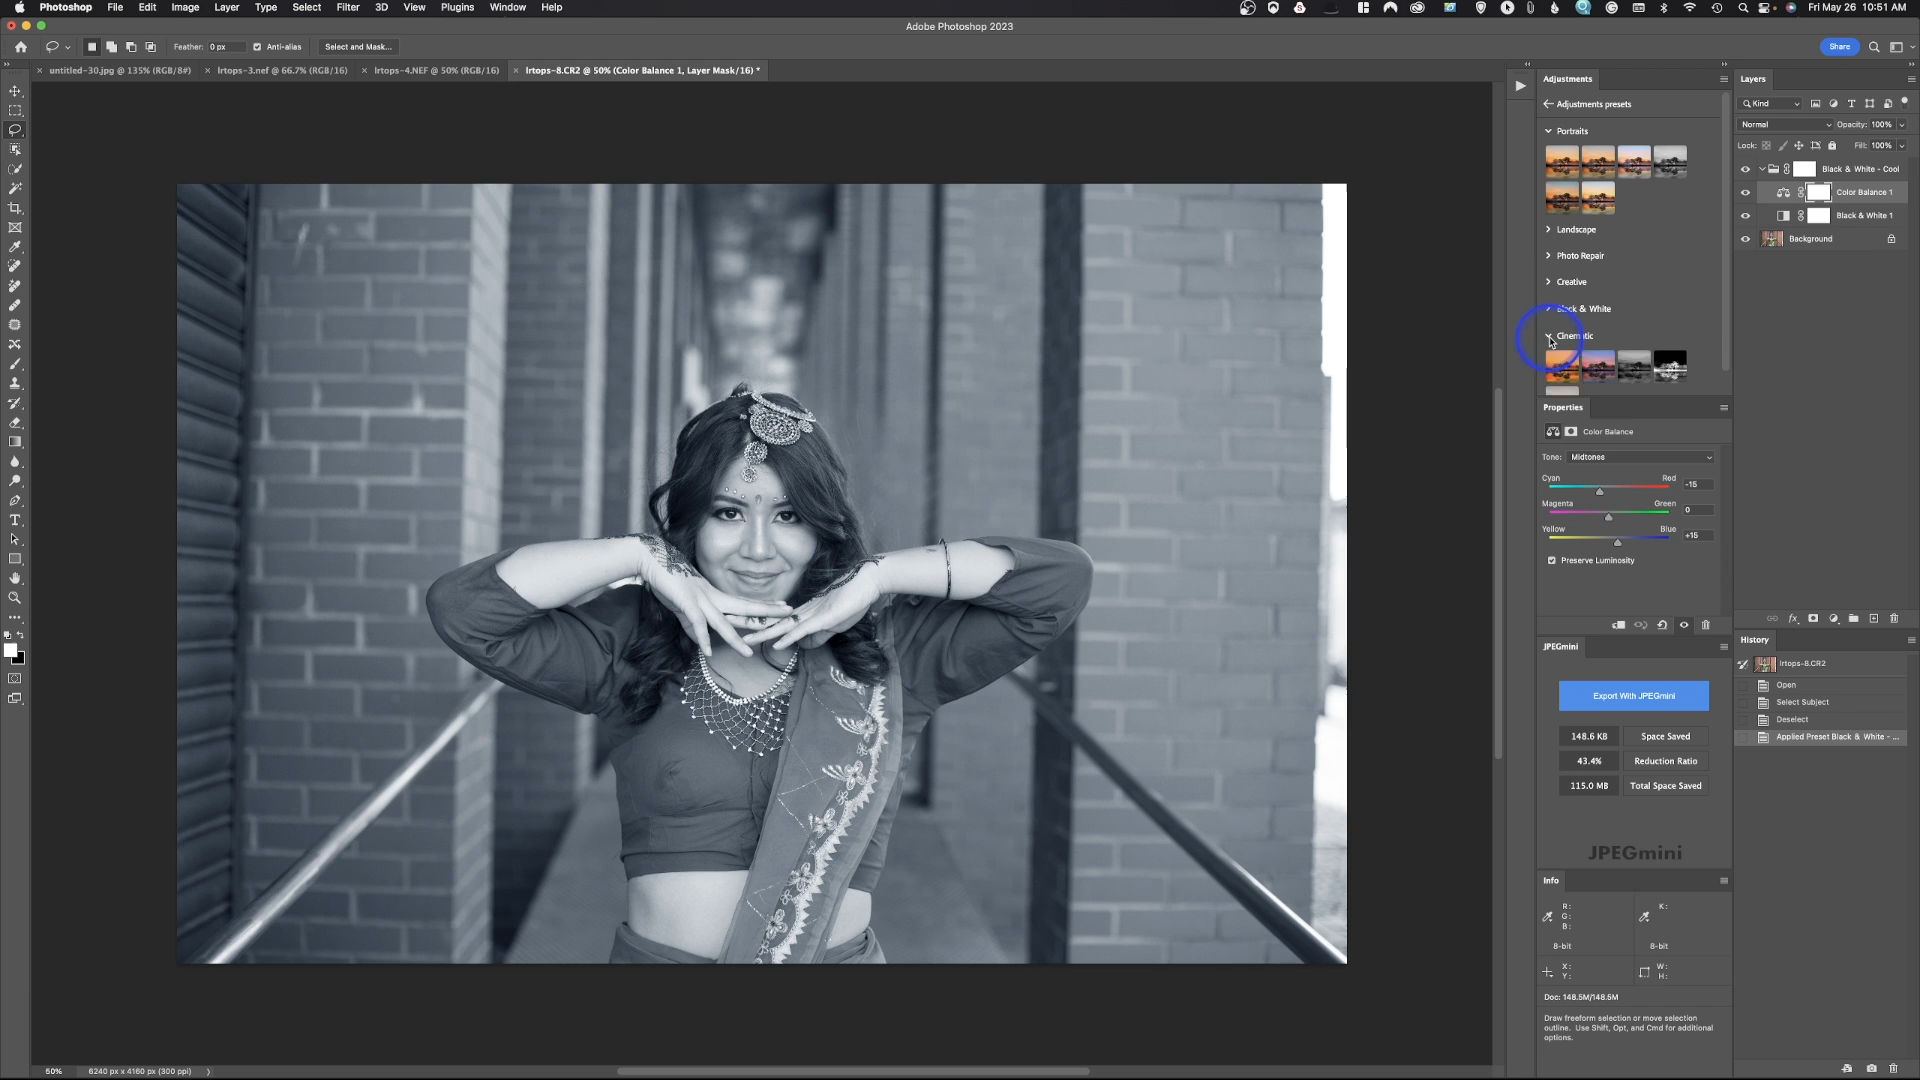 Photoshop File Edit Image Layer Type Select Filter 3D View Plugins Window Help Fri May 26 10:51 AM
Adobe Photoshop 2023
Feather: 0 px Anti-alias Select and Mask... Share
untitled-30.jpg @ 135% (RGB/8#) lrtops-3.nef @ 66.7% (RGB/16) lrtops-4.NEF @ 50% (RGB/16) lrtops-8.CR2 @ 50% (Color Balance 1, Layer Mask/16) *
Adjustments
Adjustments presets
Portraits
Landscape
Photo Repair
Creative
Black & White
Cinematic
Properties
Color Balance
Tone: Midtones
Cyan Red -15
Magenta Green 0
Yellow Blue +15
Preserve Luminosity
JPEGmini
Export With JPEGmini
148.6 KB Space Saved
43.4% Reduction Ratio
115.0 MB Total Space Saved
JPEGmini
Info
R: K:
G:
B:
8-bit 8-bit
X: W:
Y: H:
Doc: 148.5M/148.5M
Draw freeform selection or move selection
outline. Use Shift, Opt, and Cmd for additional
options.
Layers
Kind
Normal Opacity: 100%
Lock: Fill: 100%
Black & White - Cool
Color Balance 1
Black & White 1
Background
History
lrtops-8.CR2
Open
Select Subject
Deselect
Applied Preset Black & White - ...
50% 6240 px x 4160 px (300 ppi)